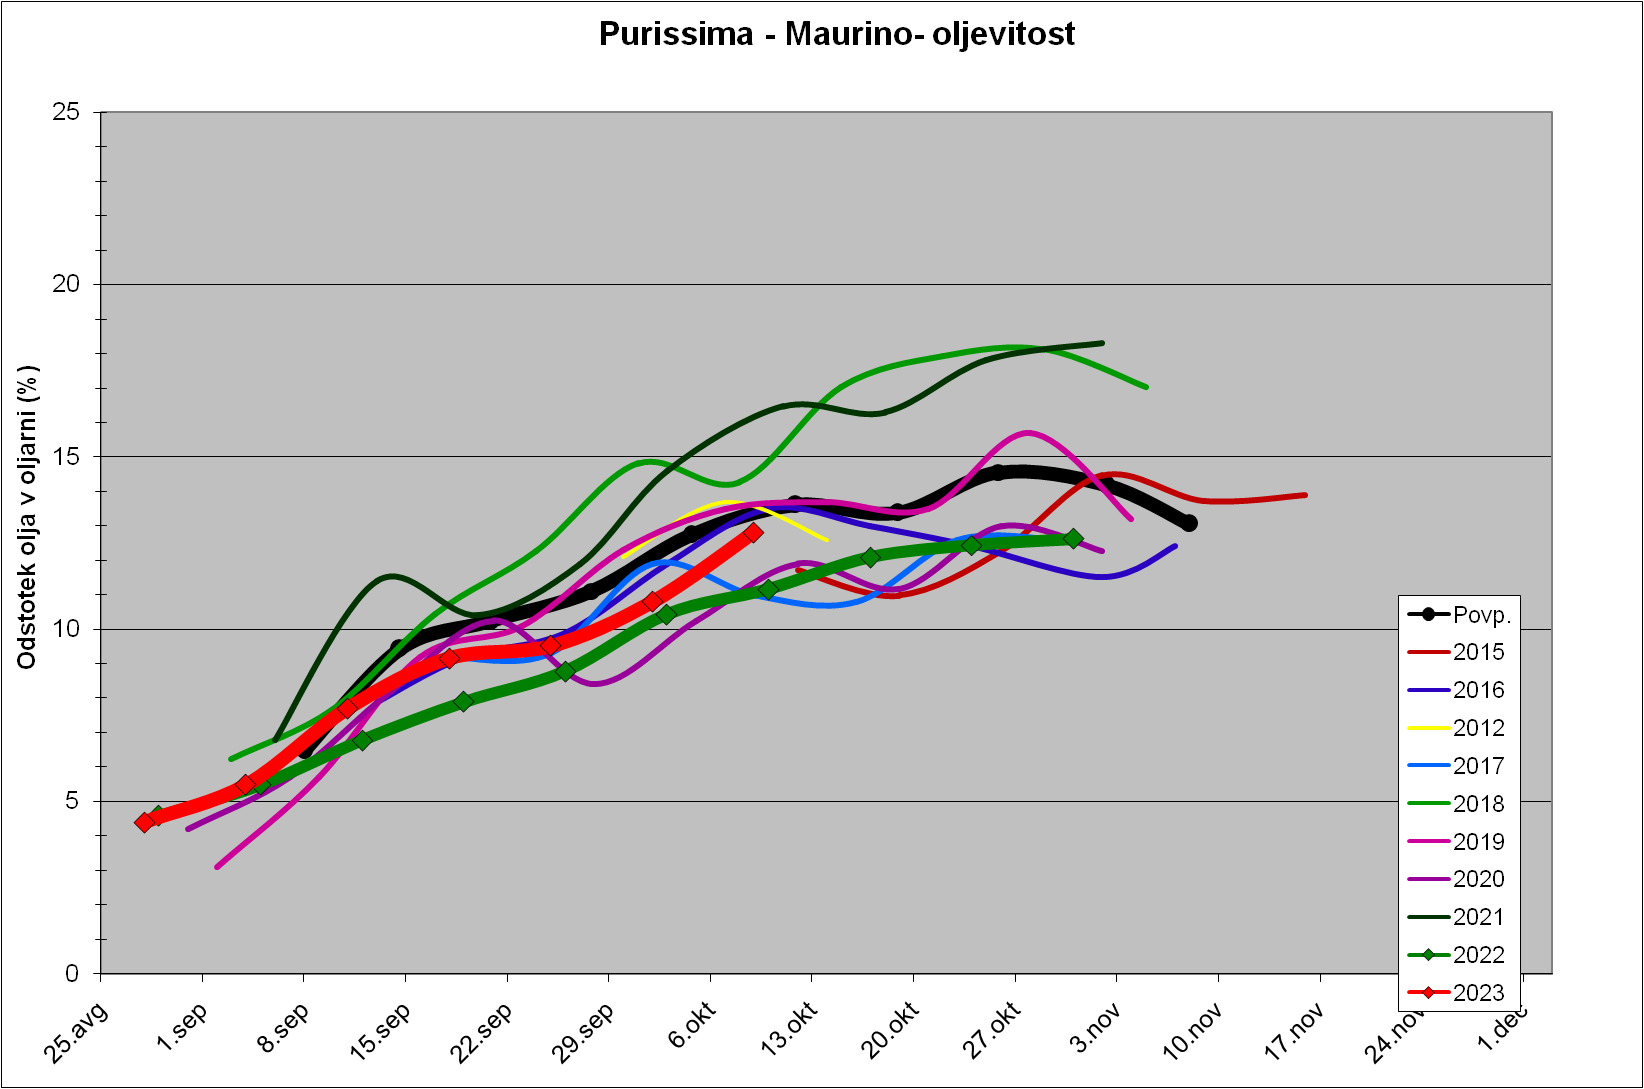 Purissima - Maurino- oljevitost
Odstotek olja v oljarni (%)
25
20
15
10
5
0
25.avg
1.sep
8.sep
15.sep
22.sep
29.sep
6.okt
13.okt
20.okt
27.okt
3.nov
10.nov
17.nov
24.nov
1.dec
Povp.
2015
2016
2012
2017
2018
2019
2020
2021
2022
2023